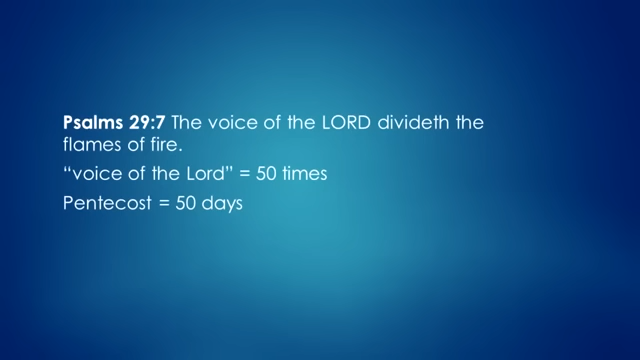 Psalms 29:7 The voice of the LORD divideth the
flames of fire.
“voice of the Lord” = 50 times
Pentecost = 50 days